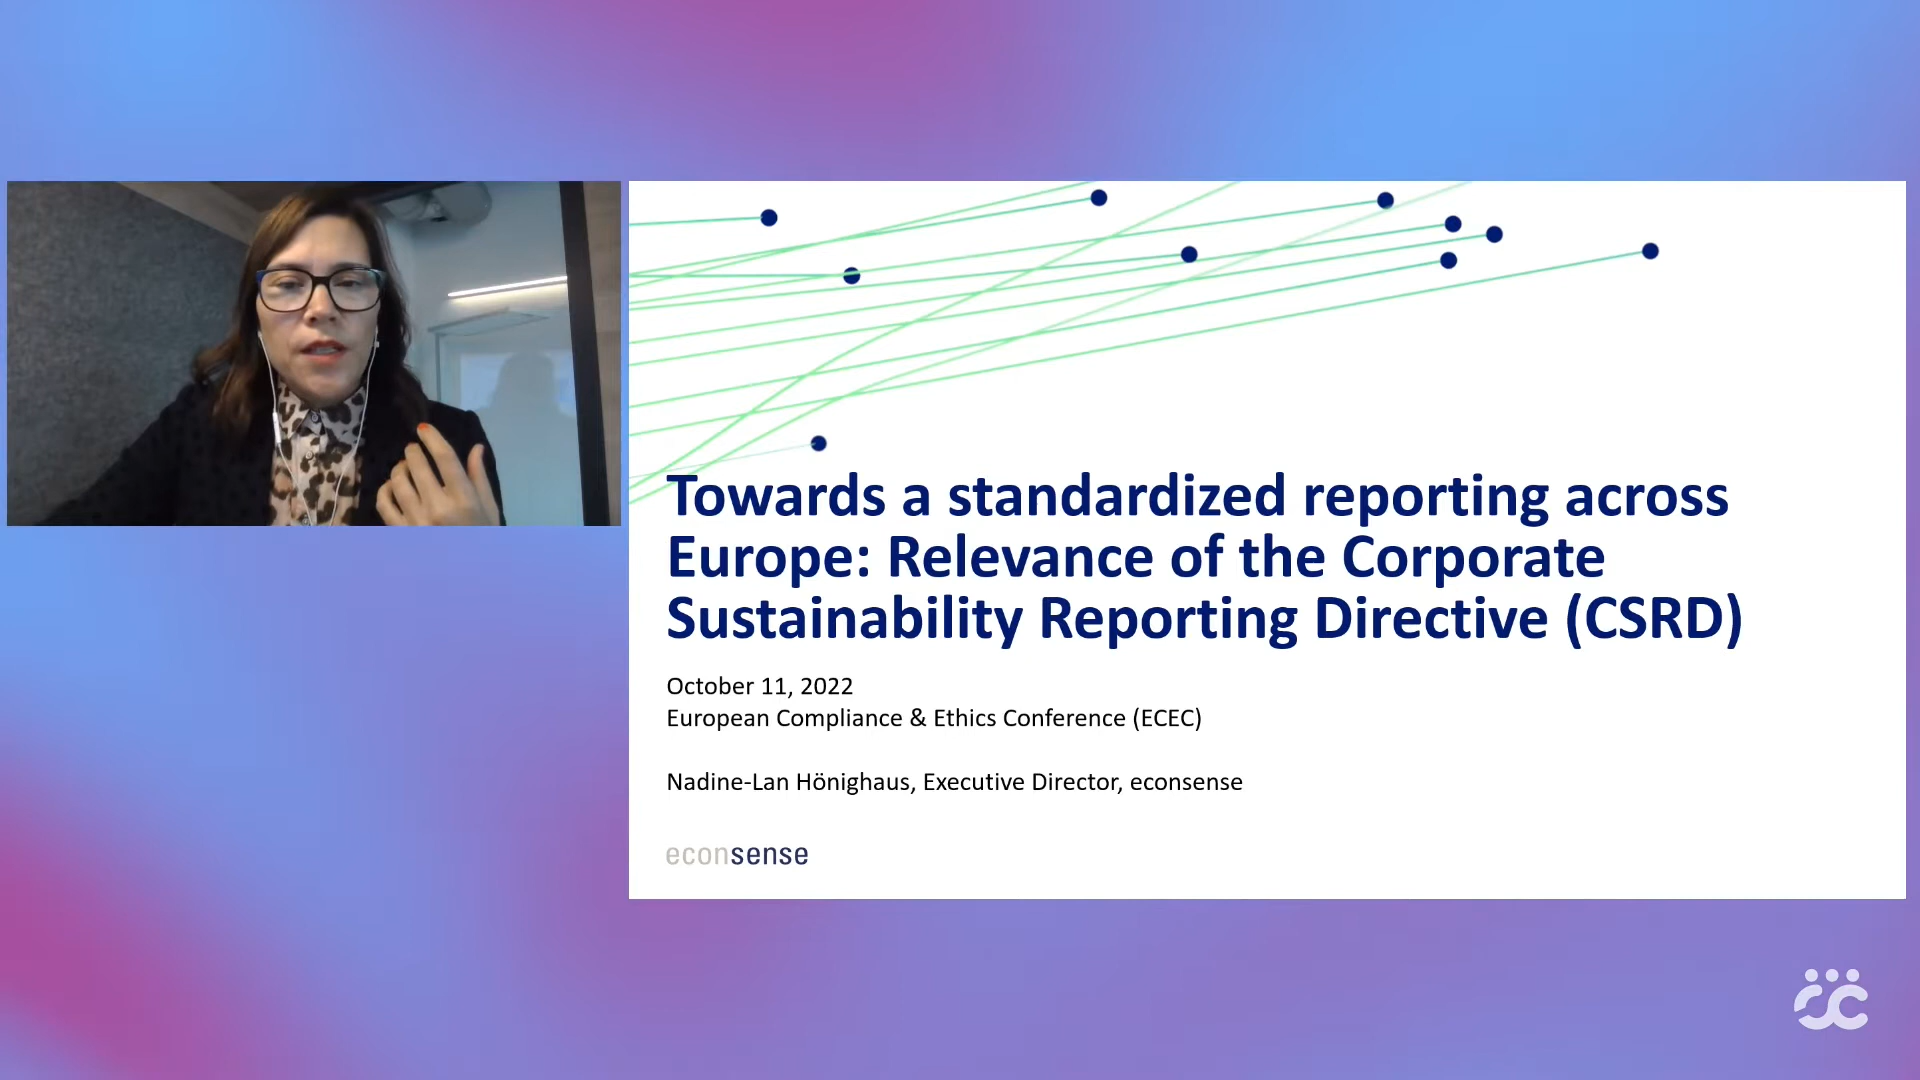 Towards a standardized reporting across
Europe: Relevance of the Corporate
Sustainability Reporting Directive (CSRD)
October 11, 2022
European Compliance & Ethics Conference (ECEC)
Nadine-Lan Hönighaus, Executive Director, econsense
econsense